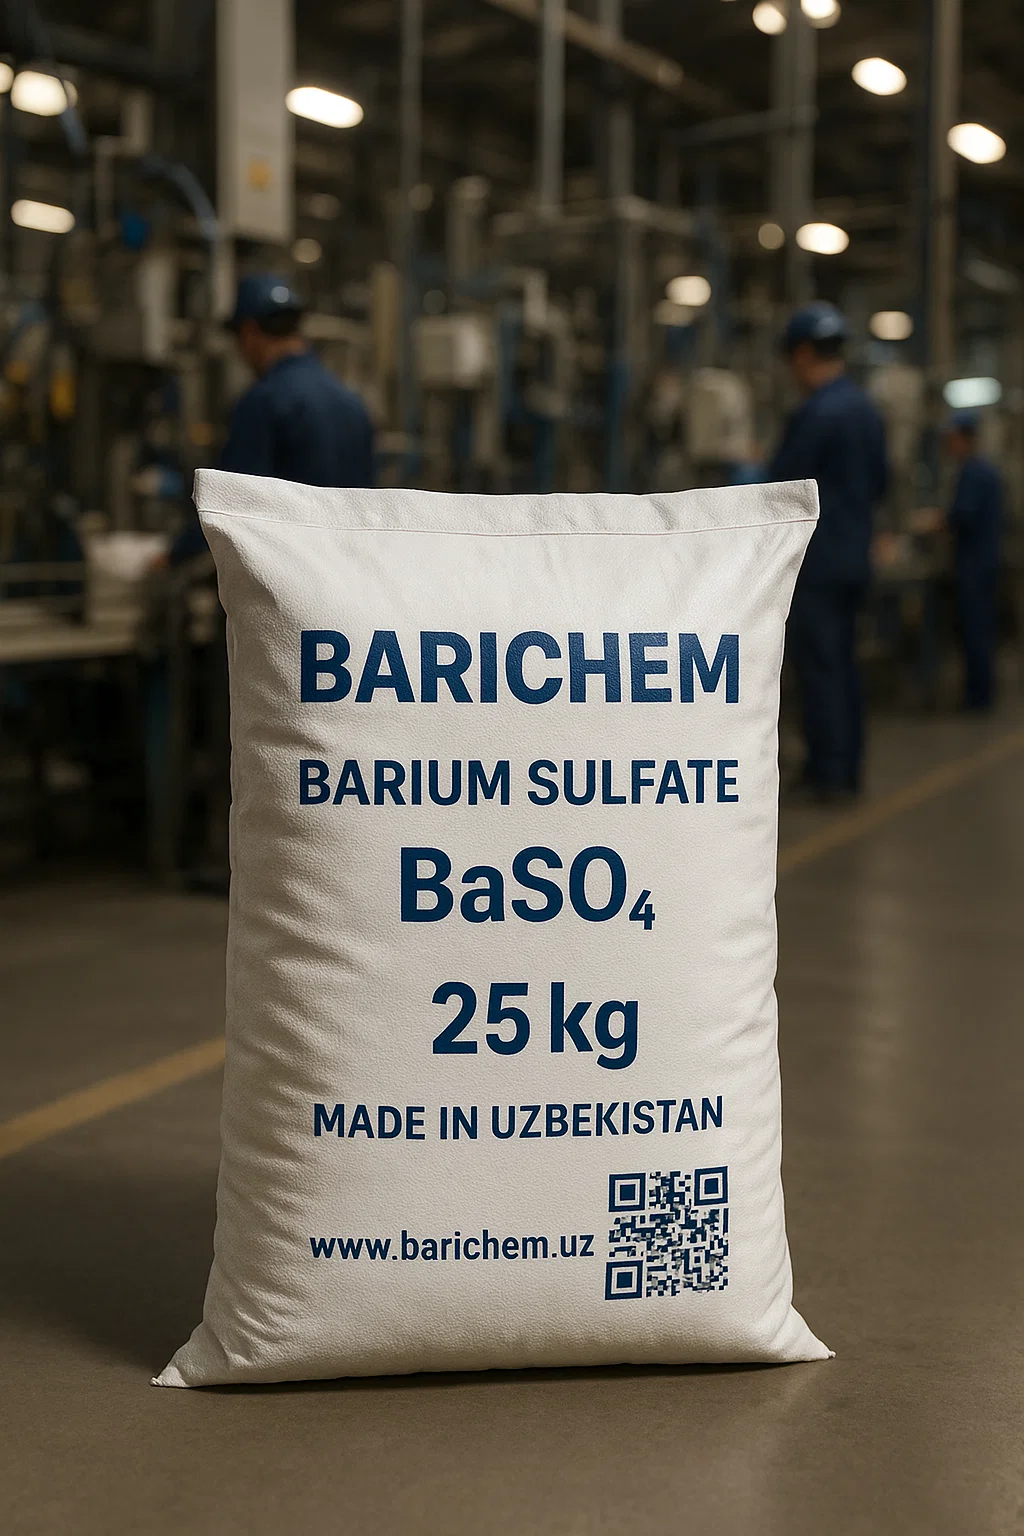 BARICHEM
BARIUM SULFATE
BaSO₄
25 kg
MADE IN UZBEKISTAN
www.barichem.uz